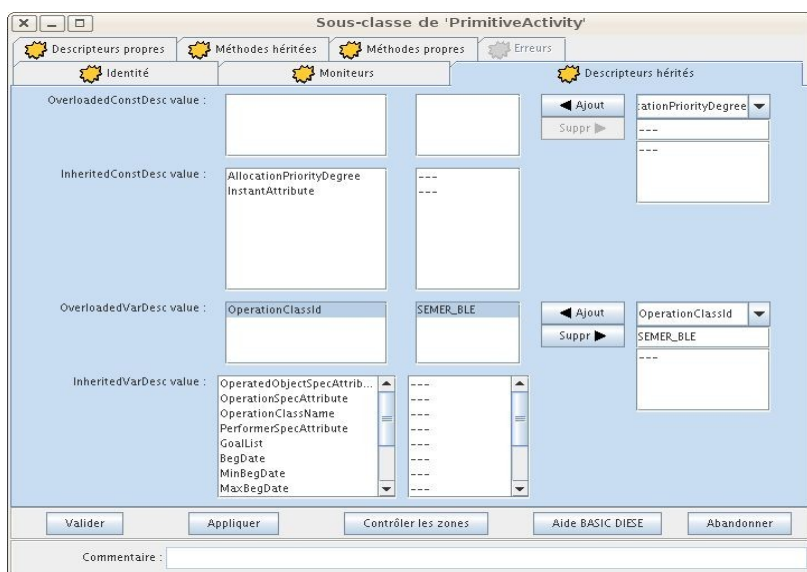 Sous-classe de 'PrimitiveActivity'
Descripteurs propres Méthodes héritées Méthodes propres Erreurs
Identité Moniteurs Descripteurs hérités
OverloadedConstDesc value :
Ajout
:ationPriorityDegree
Suppr
---
---
InheritedConstDesc value :
AllocationPriorityDegree ---
InstantAttribute ---
OverloadedVarDesc value :
OperationClassId SEMER_BLE
Ajout
OperationClassId
Suppr
SEMER_BLE
---
InheritedVarDesc value :
OperatedObjectSpecAttrib... ---
OperationSpecAttribute ---
OperationClassName ---
PerformerSpecAttribute ---
GoalList ---
BegDate ---
MinBegDate ---
MaxBegDate ---
Valider Appliquer Contrôler les zones Aide BASIC DIESE Abandonner
Commentaire :